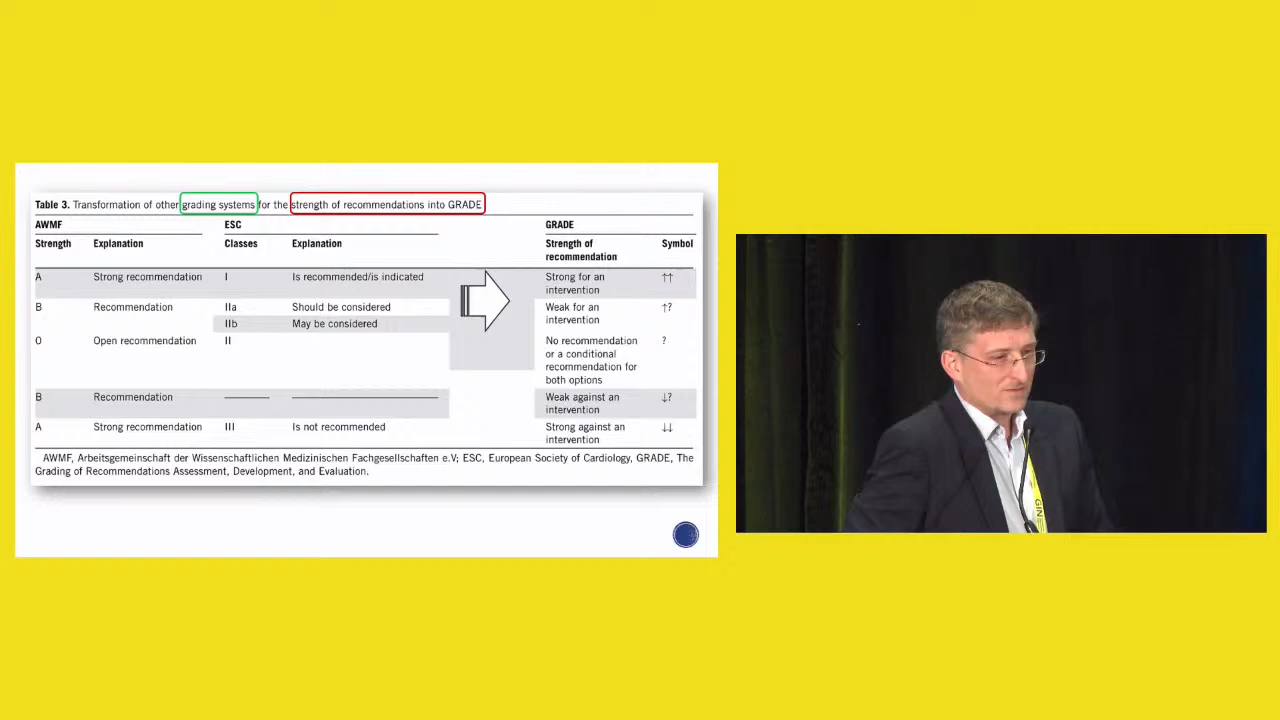 Table 3. Transformation of other grading systems for the strength of recommendations into GRADE
AWMF ESC GRADE
Strength Explanation Classes Explanation Strength of recommendation Symbol
A Strong recommendation I Is recommended/is indicated Strong for an intervention ↑↑
B Recommendation IIa Should be considered Weak for an intervention ↑?
IIb May be considered
O Open recommendation II No recommendation or a conditional recommendation for both options ?
B Recommendation Weak against an intervention ↓?
A Strong recommendation III Is not recommended Strong against an intervention ↓↓
AWMF, Arbeitsgemeinschaft der Wissenschaftlichen Medizinischen Fachgesellschaften e.V; ESC, European Society of Cardiology, GRADE, The
Grading of Recommendations Assessment, Development, and Evaluation.
GIN